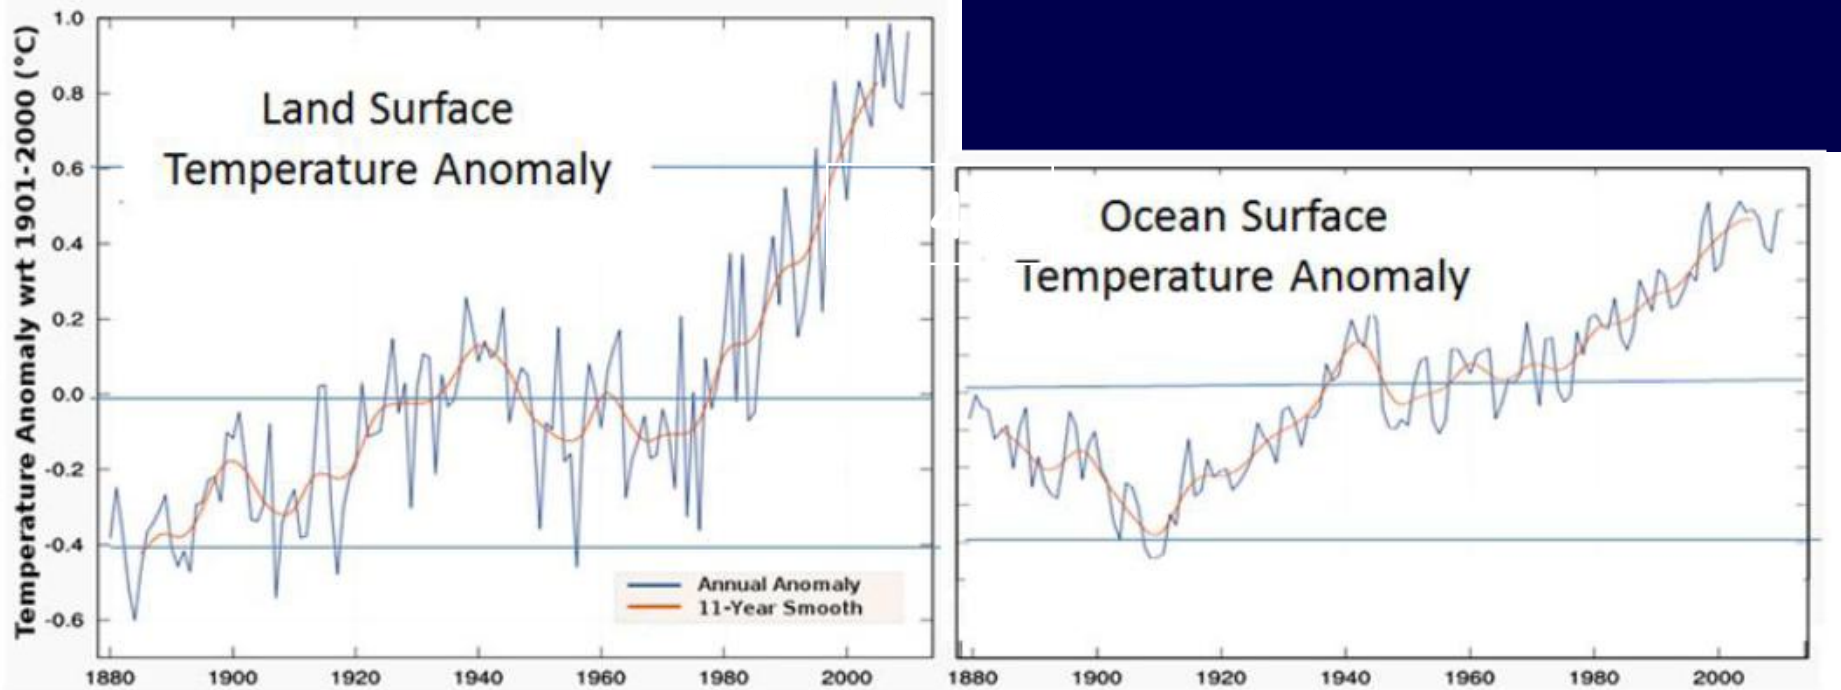 Temperature Anomaly wrt 1901-2000 (°C)
1.0
0.8
0.6
0.4
0.2
0.0
-0.2
-0.4
-0.6
Land Surface
Temperature Anomaly
Annual Anomaly
11-Year Smooth
1880 1900 1920 1940 1960 1980 2000
Ocean Surface
Temperature Anomaly
1880 1900 1920 1940 1960 1980 2000